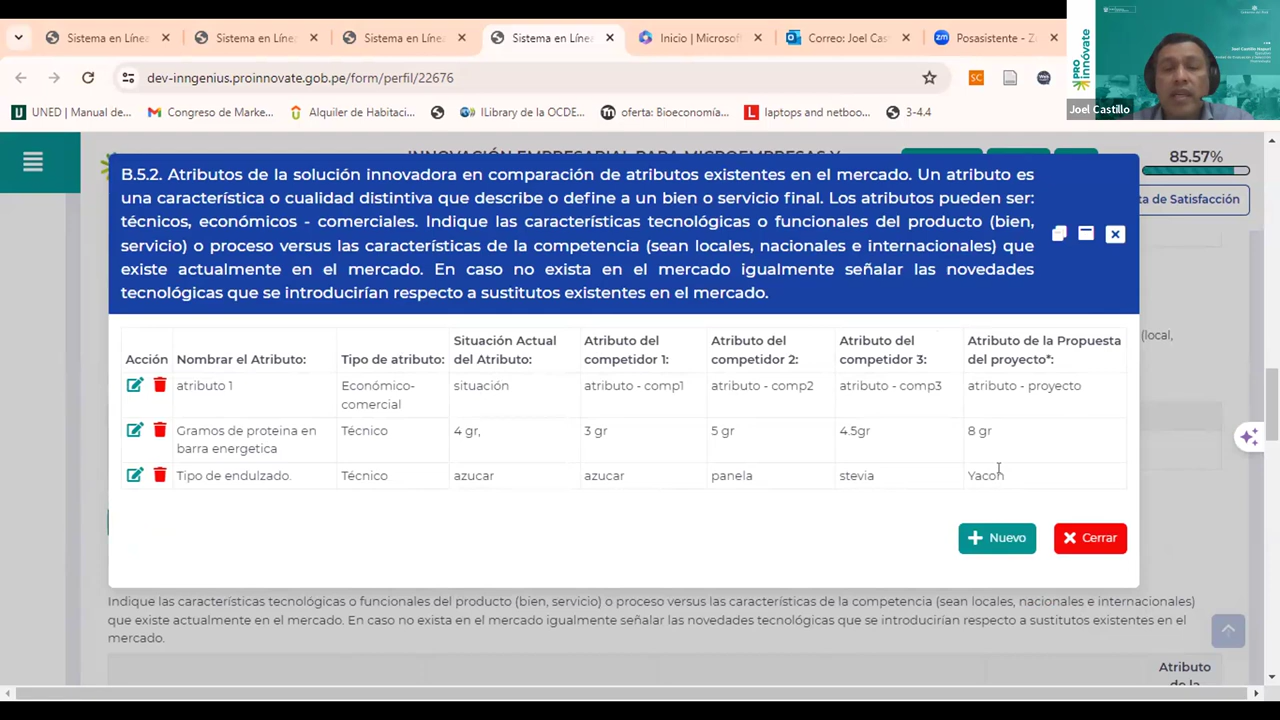 Sistema en Línea
Sistema en Línea
Sistema en Línea
Sistema en Línea
Inicio | Microsof
Correo: Joel Cas
Posasistente - Z
dev-inngenius.proinnovate.gob.pe/form/perfil/22676
UNED | Manual de...
Congreso de Marke...
Alquiler de Habitaci...
ILibrary de la OCDE...
oferta: Bioeconomía...
laptops and netboo...
3-4.4
PRO innóvate
Joel Castillo
INNOVACIÓN EMPRESARIAL PARA MICROEMPRESAS Y
85.57%
ta de Satisfacción
B.5.2. Atributos de la solución innovadora en comparación de atributos existentes en el mercado. Un atributo es
una característica o cualidad distintiva que describe o define a un bien o servicio final. Los atributos pueden ser:
técnicos, económicos - comerciales. Indique las características tecnológicas o funcionales del producto (bien,
servicio) o proceso versus las características de la competencia (sean locales, nacionales e internacionales) que
existe actualmente en el mercado. En caso no exista en el mercado igualmente señalar las novedades
tecnológicas que se introducirían respecto a sustitutos existentes en el mercado.
(local,
Acción Nombrar el Atributo: Tipo de atributo: Situación Actual del Atributo: Atributo del competidor 1: Atributo del competidor 2: Atributo del competidor 3: Atributo de la Propuesta del proyecto*:
atributo 1 Económico-comercial situación atributo - comp1 atributo - comp2 atributo - comp3 atributo - proyecto
Gramos de proteina en barra energetica Técnico 4 gr, 3 gr 5 gr 4.5gr 8 gr
Tipo de endulzado. Técnico azucar azucar panela stevia Yacon
Nuevo
Cerrar
Indique las características tecnológicas o funcionales del producto (bien, servicio) o proceso versus las características de la competencia (sean locales, nacionales e internacionales)
que existe actualmente en el mercado. En caso no exista en el mercado igualmente señalar las novedades tecnológicas que se introducirían respecto a sustitutos existentes en el
mercado.
Atributo
de la